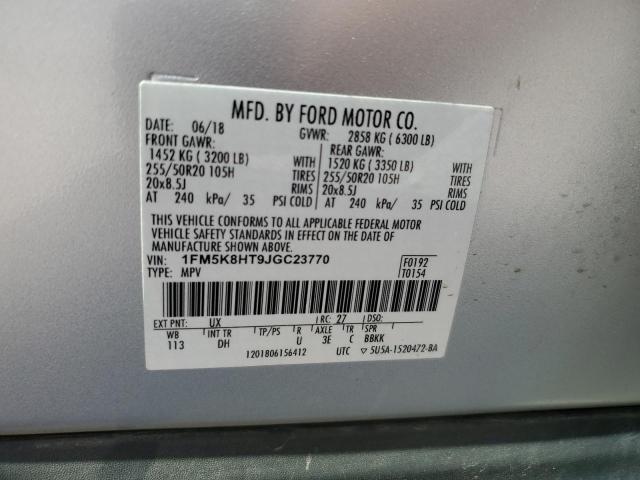 MFD. BY FORD MOTOR CO.
DATE: 06/18 GVWR: 2858 KG ( 6300 LB)
FRONT GAWR: REAR GAWR:
1452 KG ( 3200 LB) WITH 1520 KG ( 3350 LB) WITH
255/50R20 105H TIRES 255/50R20 105H TIRES
20x8.5J RIMS 20x8.5J RIMS
AT 240 kPa/ 35 PSI COLD AT 240 kPa/ 35 PSI COLD
THIS VEHICLE CONFORMS TO ALL APPLICABLE FEDERAL MOTOR
VEHICLE SAFETY STANDARDS IN EFFECT ON THE DATE OF
MANUFACTURE SHOWN ABOVE.
VIN: 1FM5K8HT9JGC23770 F0192
TYPE: MPV T0154
EXT PNT: UX RC: 27 DSO:
WB INT TR TP/PS R AXLE TR SPR
113 DH U 3E C BBKK
1201806156412 UTC ▽ 5U5A-1520472-BA